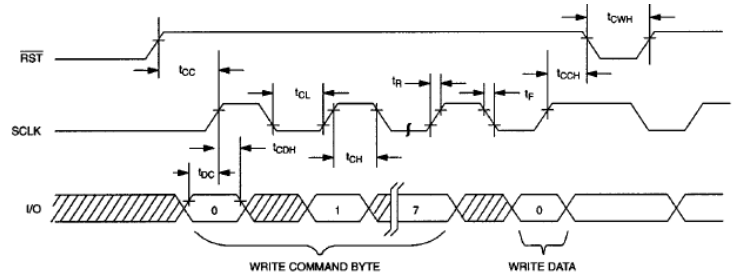 tCWH
RST
tCC
tCL
tR
tF
tCCH
SCLK
tCDH
tCH
tDC
I/O
0 1 7 0
WRITE COMMAND BYTE WRITE DATA